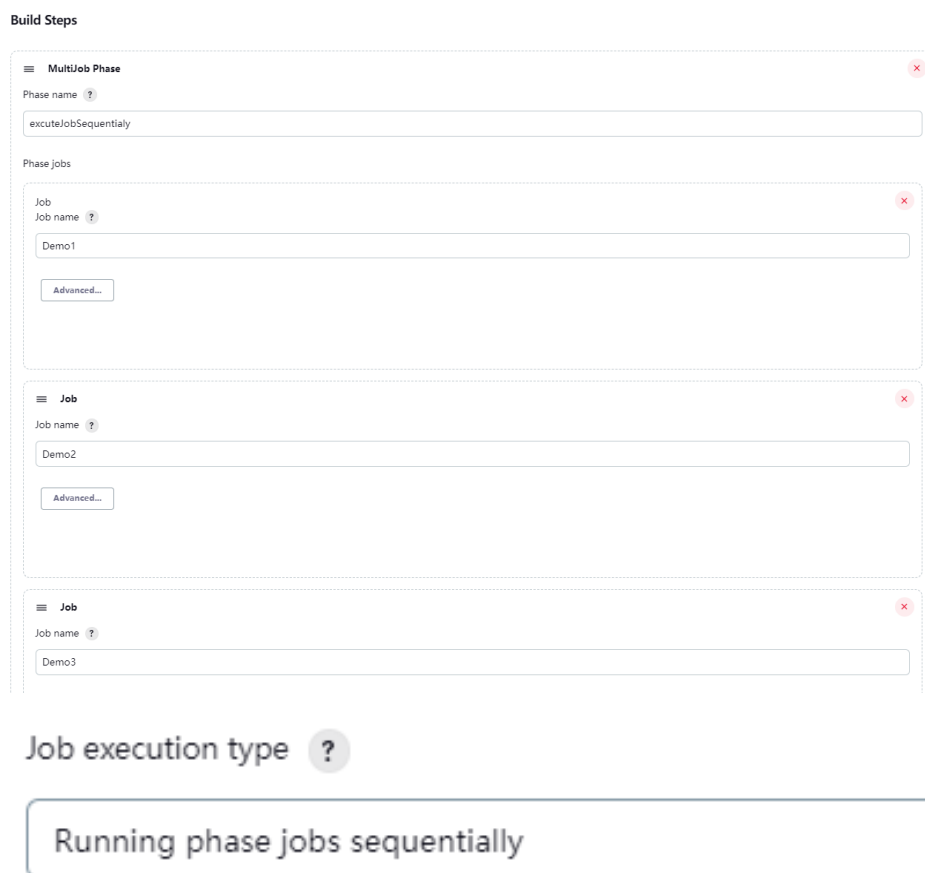 Build Steps
MultiJob Phase
Phase name ?
excuteJobSequentialy
Phase jobs
Job
Job name ?
Demo1
Advanced...
Job
Job name ?
Demo2
Advanced...
Job
Job name ?
Demo3
Job execution type ?
Running phase jobs sequentially